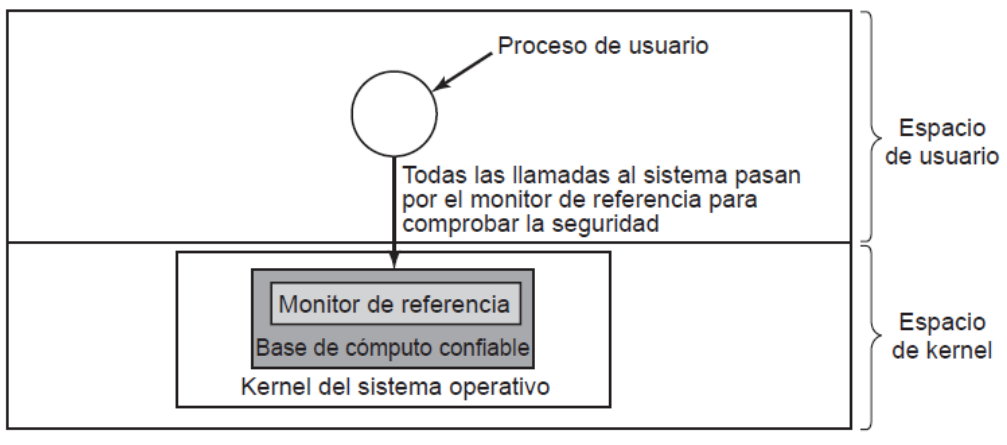 Proceso de usuario
Espacio
de usuario
Todas las llamadas al sistema pasan
por el monitor de referencia para
comprobar la seguridad
Monitor de referencia
Base de cómputo confiable
Kernel del sistema operativo
Espacio
de kernel